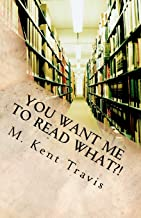 YOU WANT ME
TO READ WHAT?!
M. Kent Travis